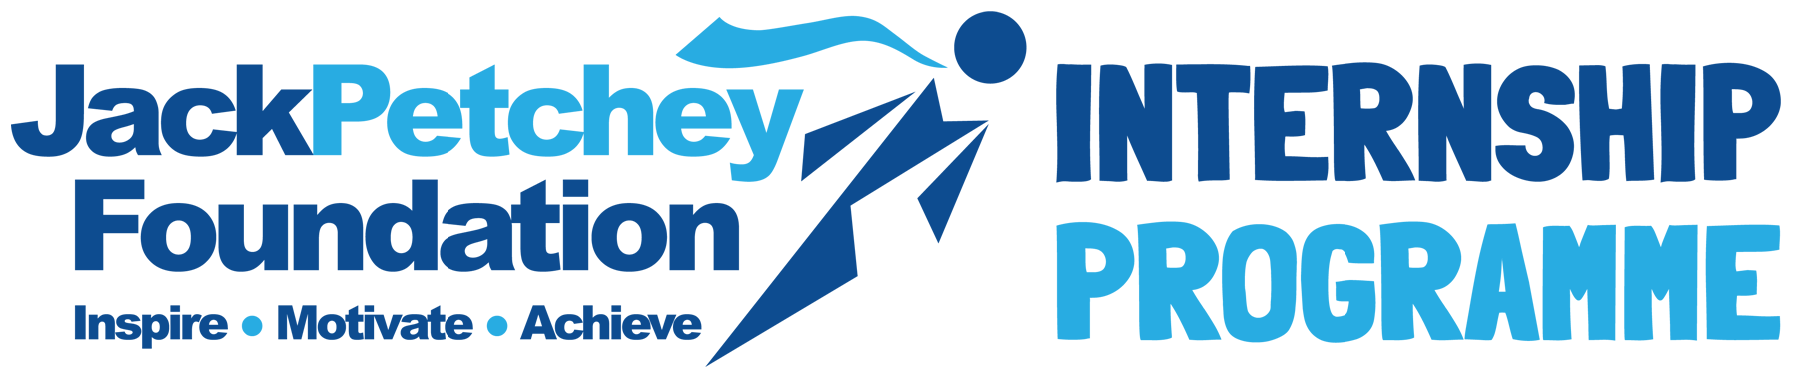 JackPetchey
Foundation
Inspire • Motivate • Achieve
INTERNSHIP
PROGRAMME